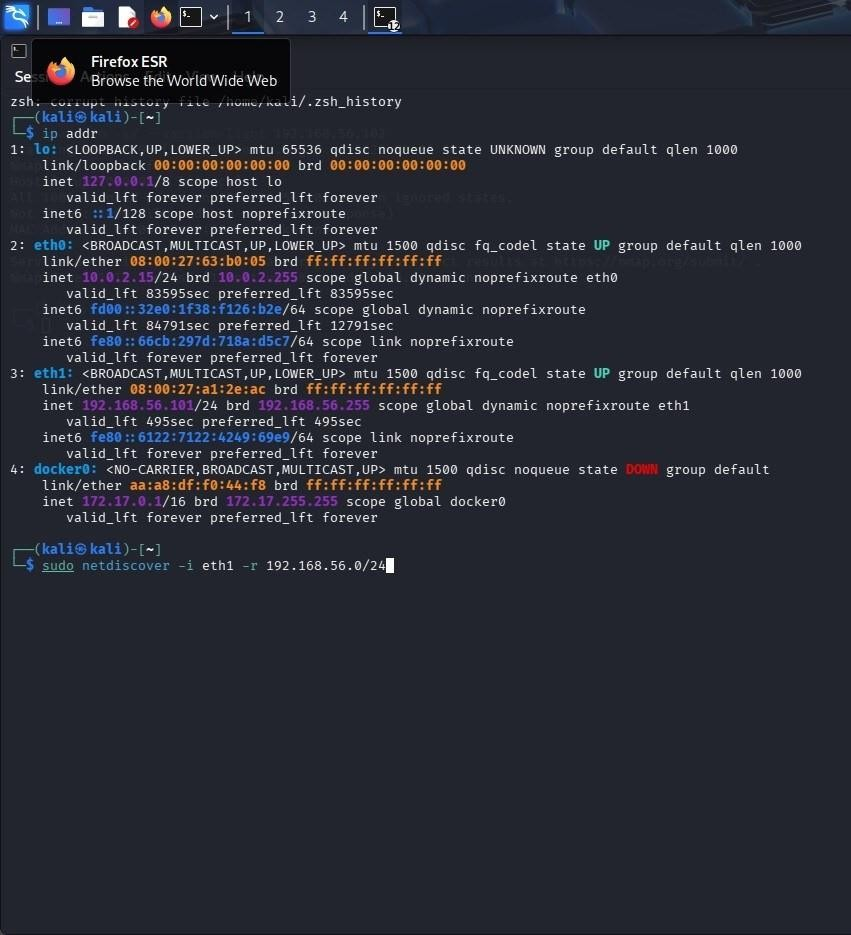 1 2 3 4
12
Firefox ESR
Browse the World Wide Web
zsh: corrupt history file /home/kali/.zsh_history
┌──(kali㉿kali)-[~]
└─$ ip addr
1: lo: <LOOPBACK,UP,LOWER_UP> mtu 65536 qdisc noqueue state UNKNOWN group default qlen 1000
link/loopback 00:00:00:00:00:00 brd 00:00:00:00:00:00
inet 127.0.0.1/8 scope host lo
valid_lft forever preferred_lft forever
inet6 ::1/128 scope host noprefixroute
valid_lft forever preferred_lft forever
2: eth0: <BROADCAST,MULTICAST,UP,LOWER_UP> mtu 1500 qdisc fq_codel state UP group default qlen 1000
link/ether 08:00:27:63:b0:05 brd ff:ff:ff:ff:ff:ff
inet 10.0.2.15/24 brd 10.0.2.255 scope global dynamic noprefixroute eth0
valid_lft 83595sec preferred_lft 83595sec
inet6 fd00::32e0:1f38:f126:b2e/64 scope global dynamic noprefixroute
valid_lft 84791sec preferred_lft 12791sec
inet6 fe80::66cb:297d:718a:d5c7/64 scope link noprefixroute
valid_lft forever preferred_lft forever
3: eth1: <BROADCAST,MULTICAST,UP,LOWER_UP> mtu 1500 qdisc fq_codel state UP group default qlen 1000
link/ether 08:00:27:a1:2e:ac brd ff:ff:ff:ff:ff:ff
inet 192.168.56.101/24 brd 192.168.56.255 scope global dynamic noprefixroute eth1
valid_lft 495sec preferred_lft 495sec
inet6 fe80::6122:7122:4249:69e9/64 scope link noprefixroute
valid_lft forever preferred_lft forever
4: docker0: <NO-CARRIER,BROADCAST,MULTICAST,UP> mtu 1500 qdisc noqueue state DOWN group default
link/ether aa:a8:df:f0:44:f8 brd ff:ff:ff:ff:ff:ff
inet 172.17.0.1/16 brd 172.17.255.255 scope global docker0
valid_lft forever preferred_lft forever
┌──(kali㉿kali)-[~]
└─$ sudo netdiscover -i eth1 -r 192.168.56.0/24